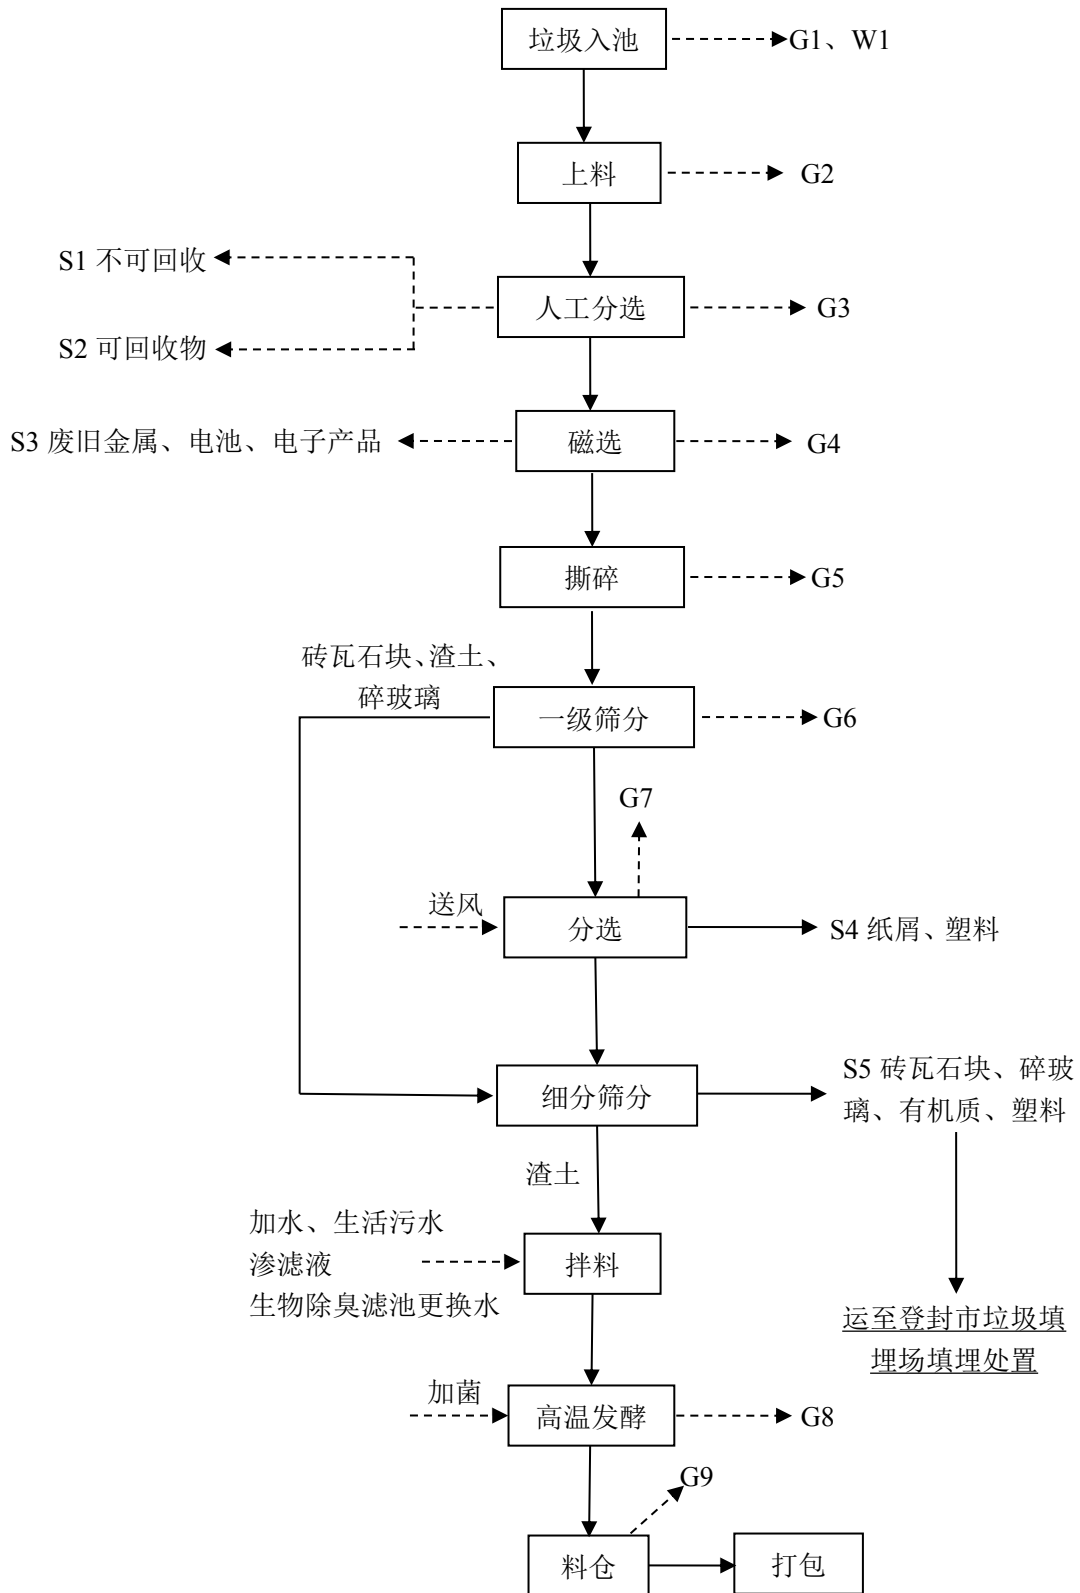 垃圾入池
G1、W1
上料
G2
S1 不可回收
人工分选
G3
S2 可回收物
S3 废旧金属、电池、电子产品
磁选
G4
撕碎
G5
砖瓦石块、渣土、
碎玻璃
一级筛分
G6
G7
送风
分选
S4 纸屑、塑料
细分筛分
S5 砖瓦石块、碎玻
璃、有机质、塑料
渣土
加水、生活污水
渗滤液
生物除臭滤池更换水
拌料
运至登封市垃圾填
埋场填埋处置
加菌
高温发酵
G8
G9
料仓
打包